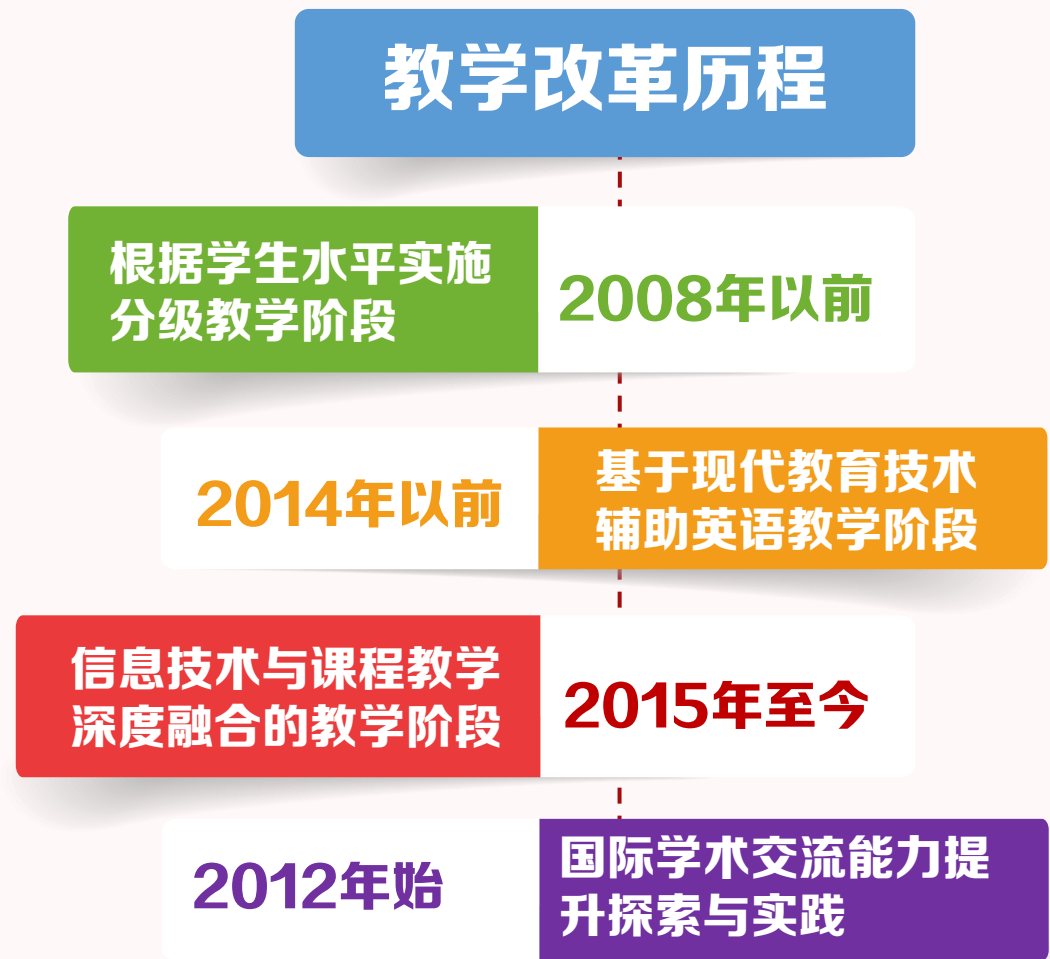 教学改革历程
根据学生水平实施
分级教学阶段
2008年以前
2014年以前
基于现代教育技术
辅助英语教学阶段
信息技术与课程教学
深度融合的教学阶段
2015年至今
2012年始
国际学术交流能力提
升探索与实践